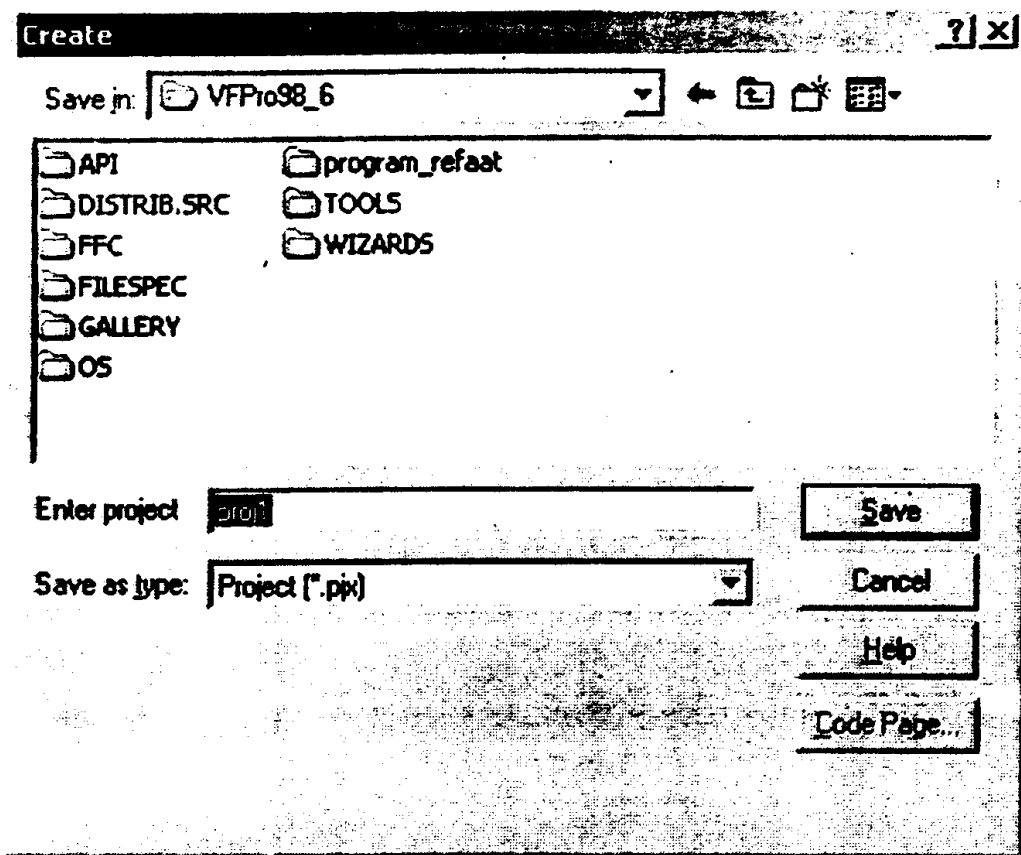 Create
Save in: VFPro98_6
API
DISTRIB.SRC
FFC
FILESPEC
GALLERY
OS
program_refaat
TOOLS
WIZARDS
Enter project
Save
Save as type: Project (*.pjx)
Cancel
Help
Code Page...